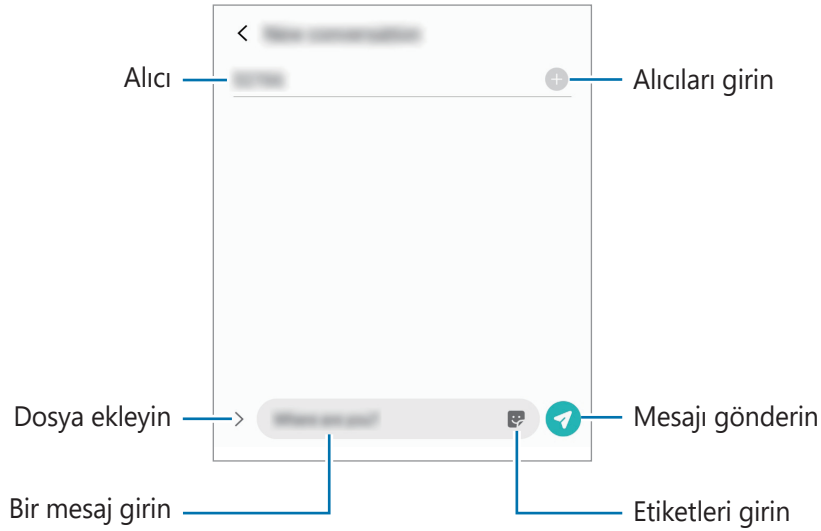 Alıcı
Alıcıları girin
Dosya ekleyin
Mesajı gönderin
Bir mesaj girin
Etiketleri girin